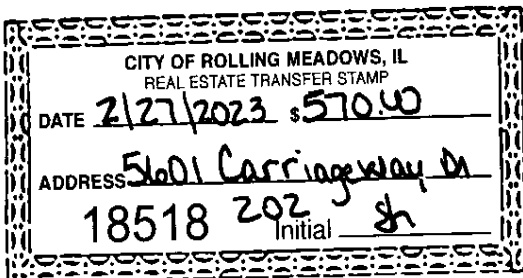 CITY OF ROLLING MEADOWS, IL
REAL ESTATE TRANSFER STAMP
DATE 2/27/2023 $570.00
ADDRESS 5601 Carriageway Dr
18518 202 Initial Sh